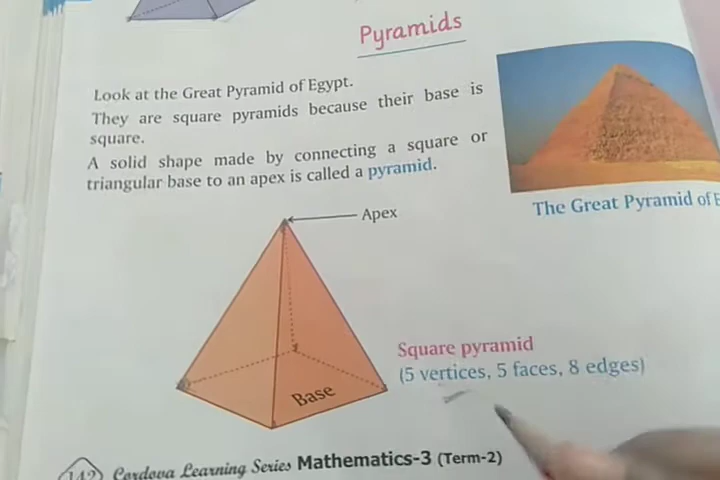 Pyramids
Look at the Great Pyramid of Egypt.
They are square pyramids because their base is
square.
A solid shape made by connecting a square or
triangular base to an apex is called a pyramid.
The Great Pyramid of
Apex
Square pyramid
(5 vertices, 5 faces, 8 edges)
Base
142 Cordova Learning Series Mathematics-3 (Term-2)